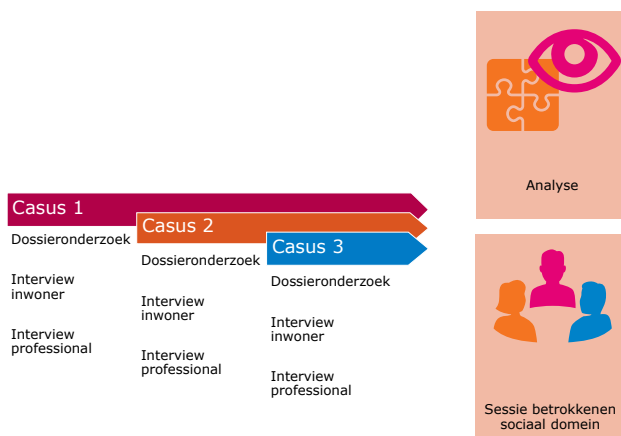 Casus 1
Dossieronderzoek
Interview
inwoner
Interview
professional
Casus 2
Dossieronderzoek
Interview
inwoner
Interview
professional
Casus 3
Dossieronderzoek
Interview
inwoner
Interview
professional
Analyse
Sessie betrokkenen
sociaal domein